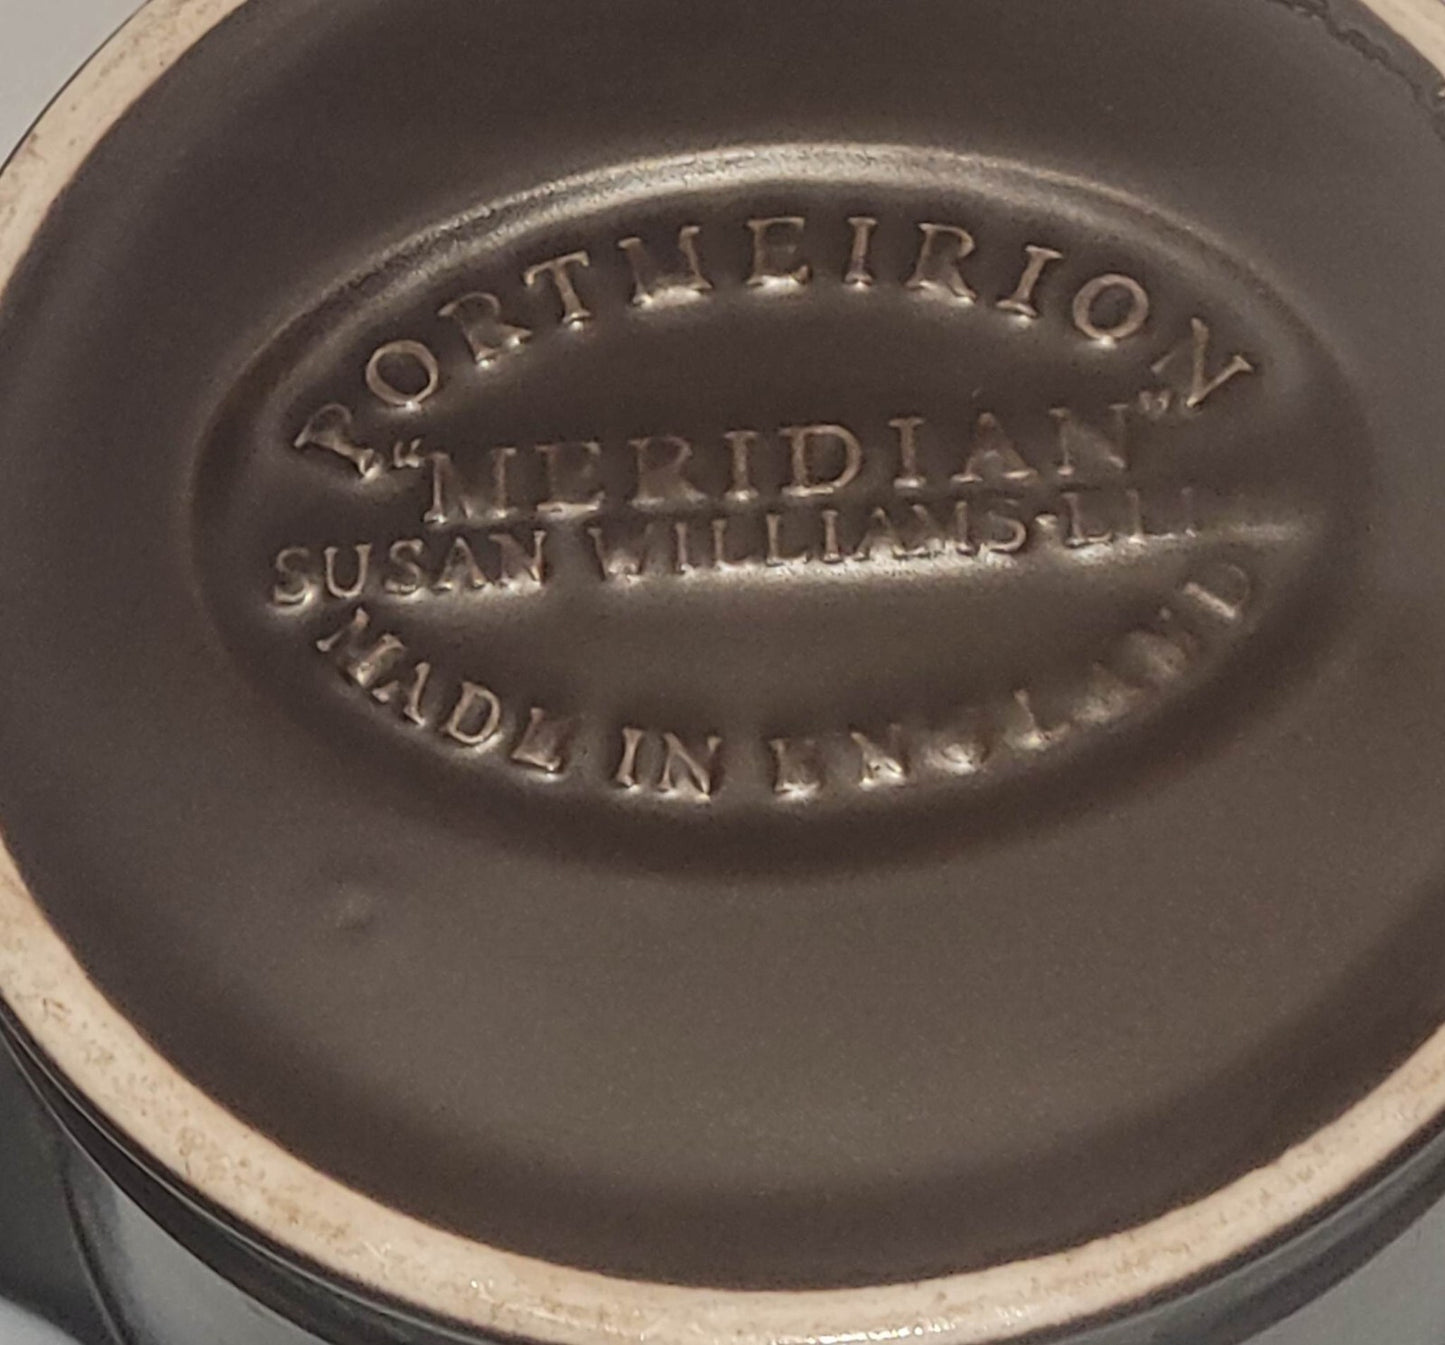 PORTMEIRION
"MERIDIAN"
SUSAN WILLIAMS-ELLIS
MADE IN ENGLAND